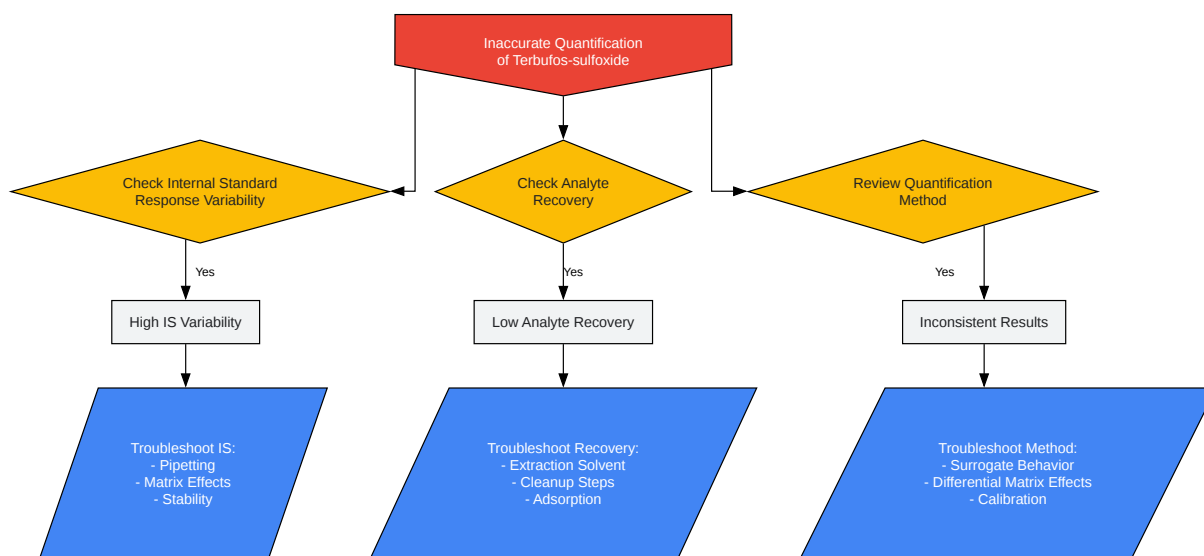 Inaccurate Quantification
of Terbufos-sulfoxide
Check Internal Standard
Response Variability
Check Analyte
Recovery
Review Quantification
Method
Yes
Yes
Yes
High IS Variability
Low Analyte Recovery
Inconsistent Results
Troubleshoot IS:
- Pipetting
- Matrix Effects
- Stability
Troubleshoot Recovery:
- Extraction Solvent
- Cleanup Steps
- Adsorption
Troubleshoot Method:
- Surrogate Behavior
- Differential Matrix Effects
- Calibration